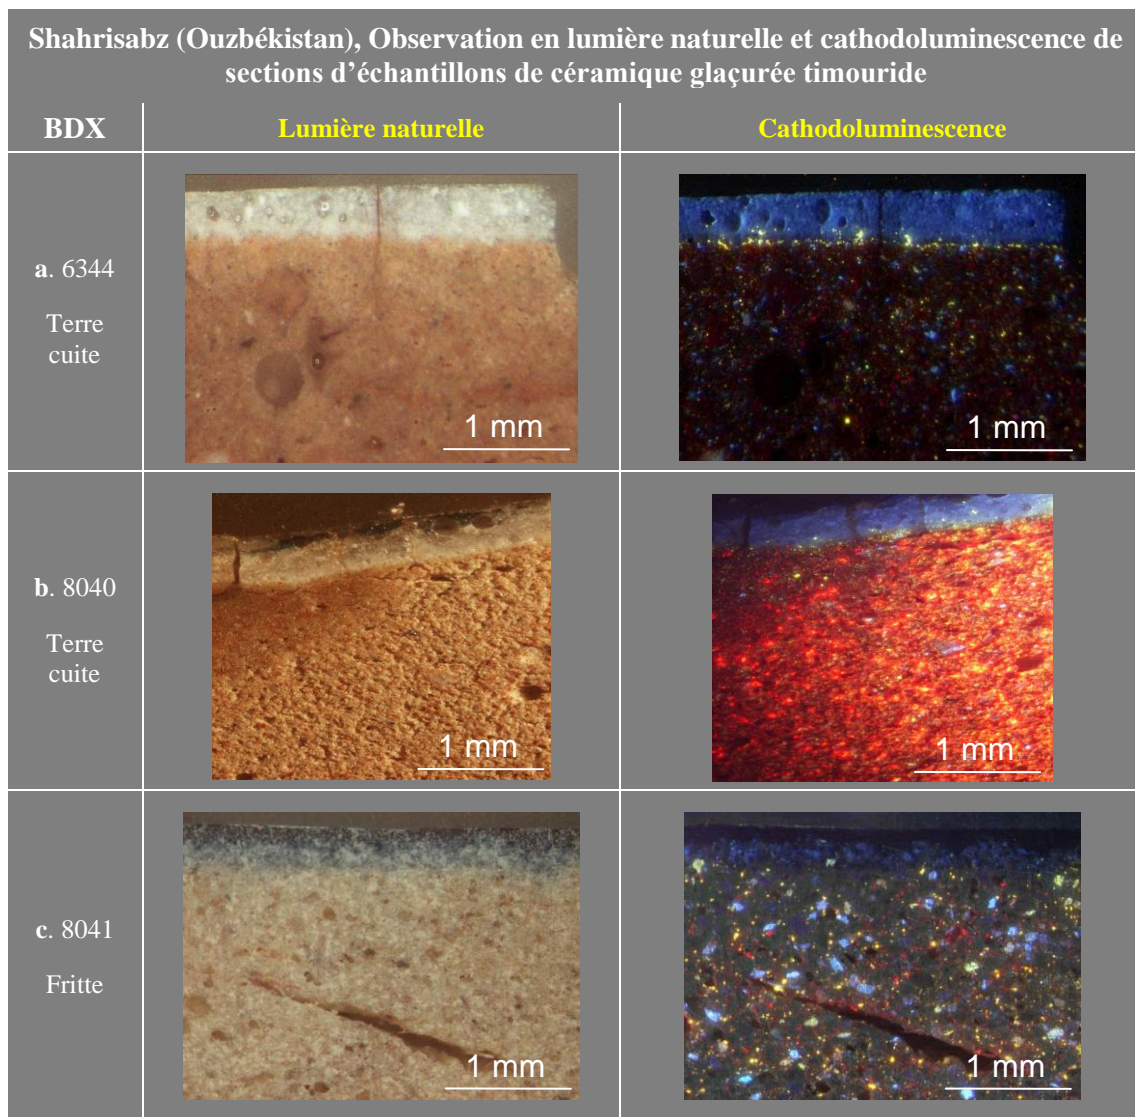 Shahrisabz (Ouzbékistan), Observation en lumière naturelle et cathodoluminescence de
sections d'échantillons de céramique glaçurée timouride
BDX
Lumière naturelle
Cathodoluminescence
a. 6344
Terre
cuite
1 mm
1 mm
b. 8040
Terre
cuite
1 mm
1 mm
c. 8041
Fritte
1 mm
1 mm